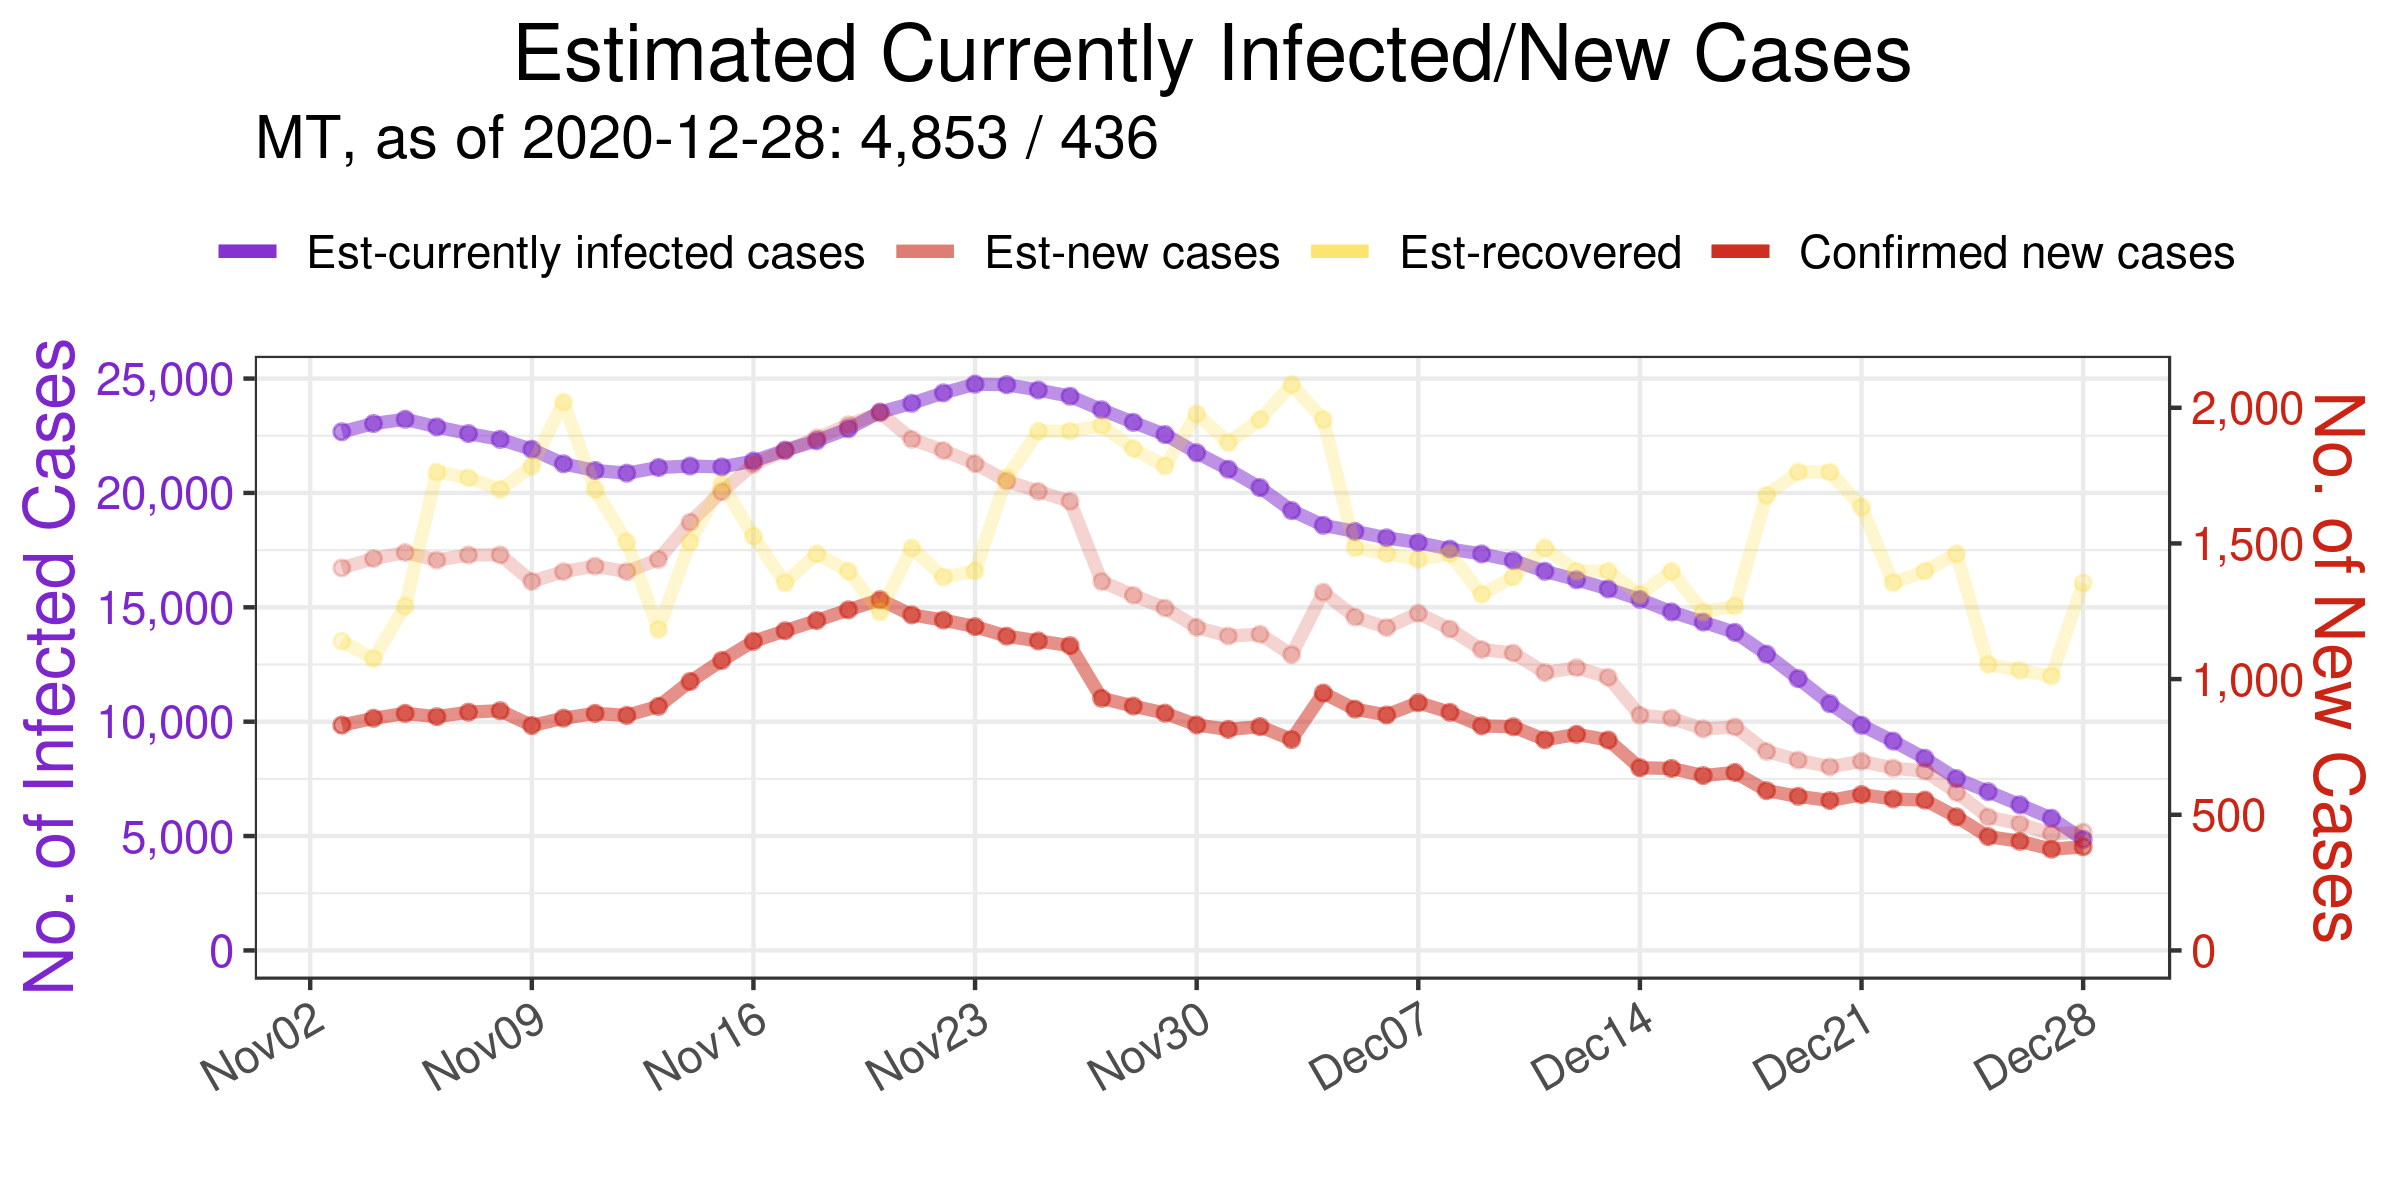 Estimated Currently Infected/New Cases
MT, as of 2020-12-28: 4,853 / 436
Est-currently infected cases Est-new cases Est-recovered Confirmed new cases
No. of Infected Cases
25,000
20,000
15,000
10,000
5,000
0
2,000
1,500
1,000
500
0
No. of New Cases
Nov02 Nov09 Nov16 Nov23 Nov30 Dec07 Dec14 Dec21 Dec28